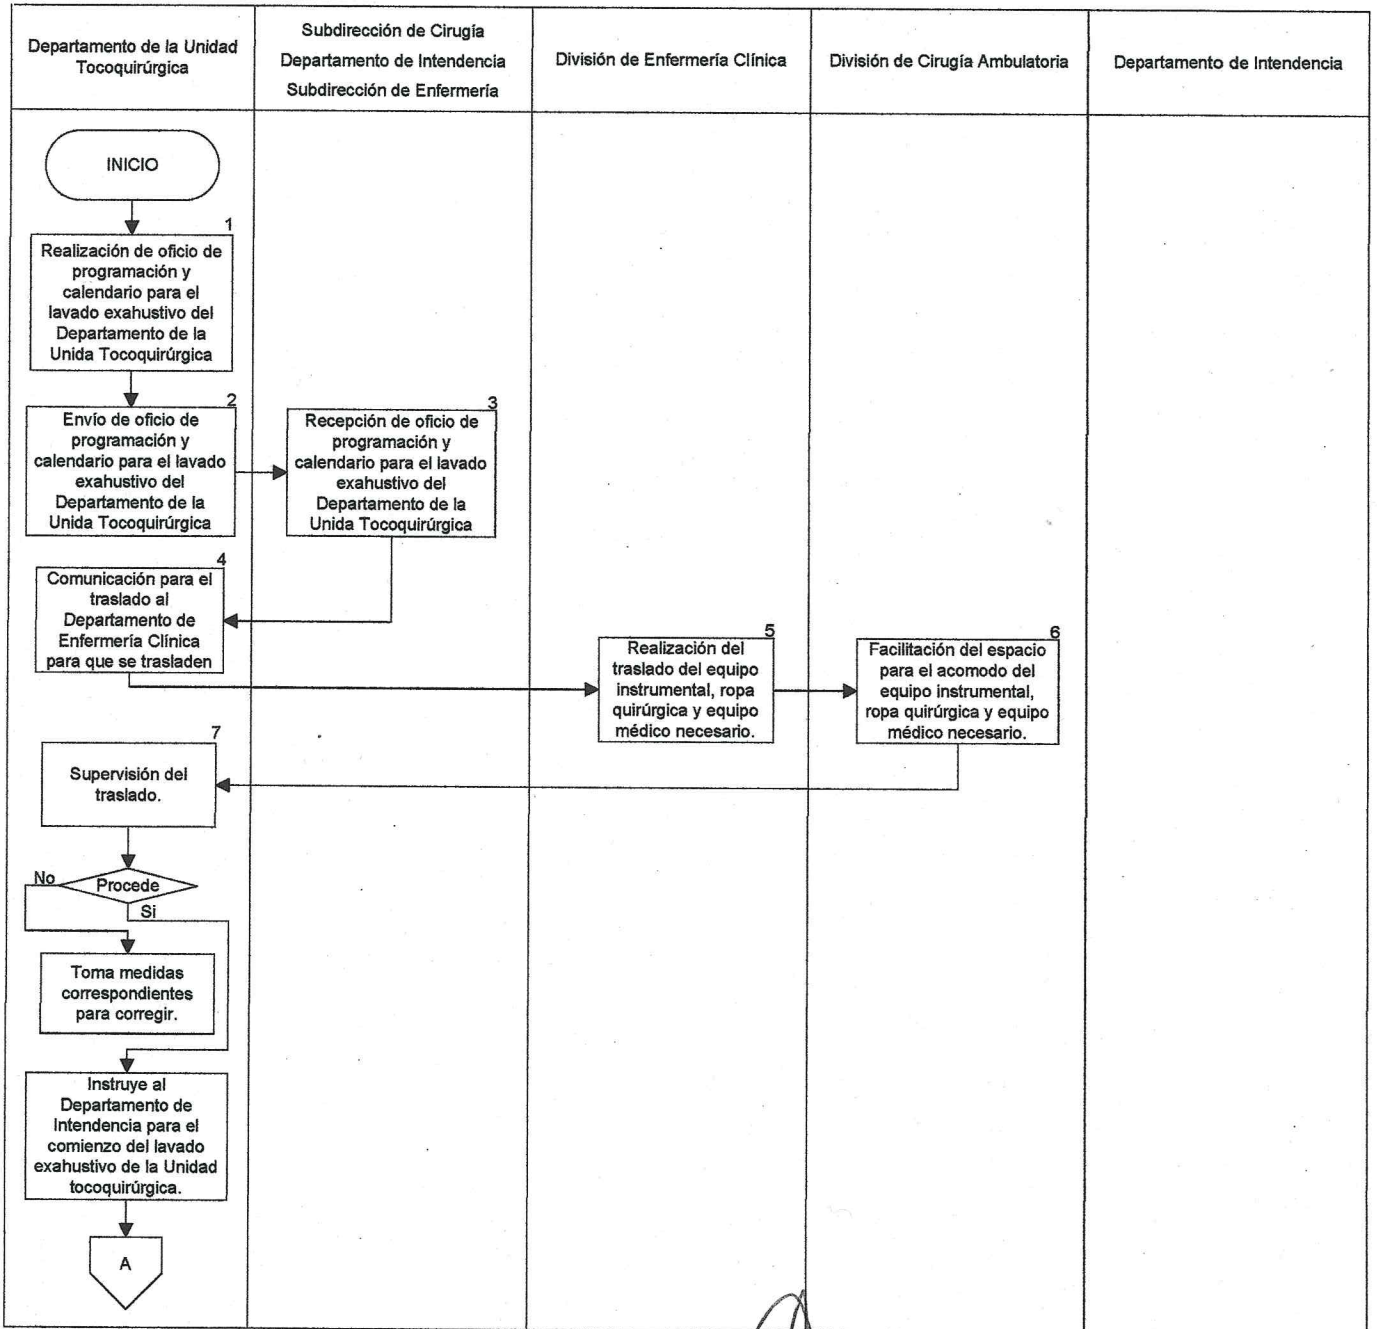 Departamento de la Unidad
Tocoquirúrgica
Subdirección de Cirugía
Departamento de Intendencia
Subdirección de Enfermería
División de Enfermería Clínica
División de Cirugía Ambulatoria
Departamento de Intendencia
INICIO
1
Realización de oficio de
programación y
calendario para el
lavado exahustivo del
Departamento de la
Unida Tocoquirúrgica
2
Envío de oficio de
programación y
calendario para el lavado
exahustivo del
Departamento de la
Unida Tocoquirúrgica
3
Recepción de oficio de
programación y
calendario para el lavado
exahustivo del
Departamento de la
Unida Tocoquirúrgica
4
Comunicación para el
traslado al
Departamento de
Enfermería Clínica
para que se trasladen
5
Realización del
traslado del equipo
instrumental, ropa
quirúrgica y equipo
médico necesario.
6
Facilitación del espacio
para el acomodo del
equipo instrumental,
ropa quirúrgica y equipo
médico necesario.
7
Supervisión del
traslado.
No
Procede
Si
Toma medidas
correspondientes
para corregir.
Instruye al
Departamento de
Intendencia para el
comienzo del lavado
exahustivo de la Unidad
tocoquirúrgica.
A